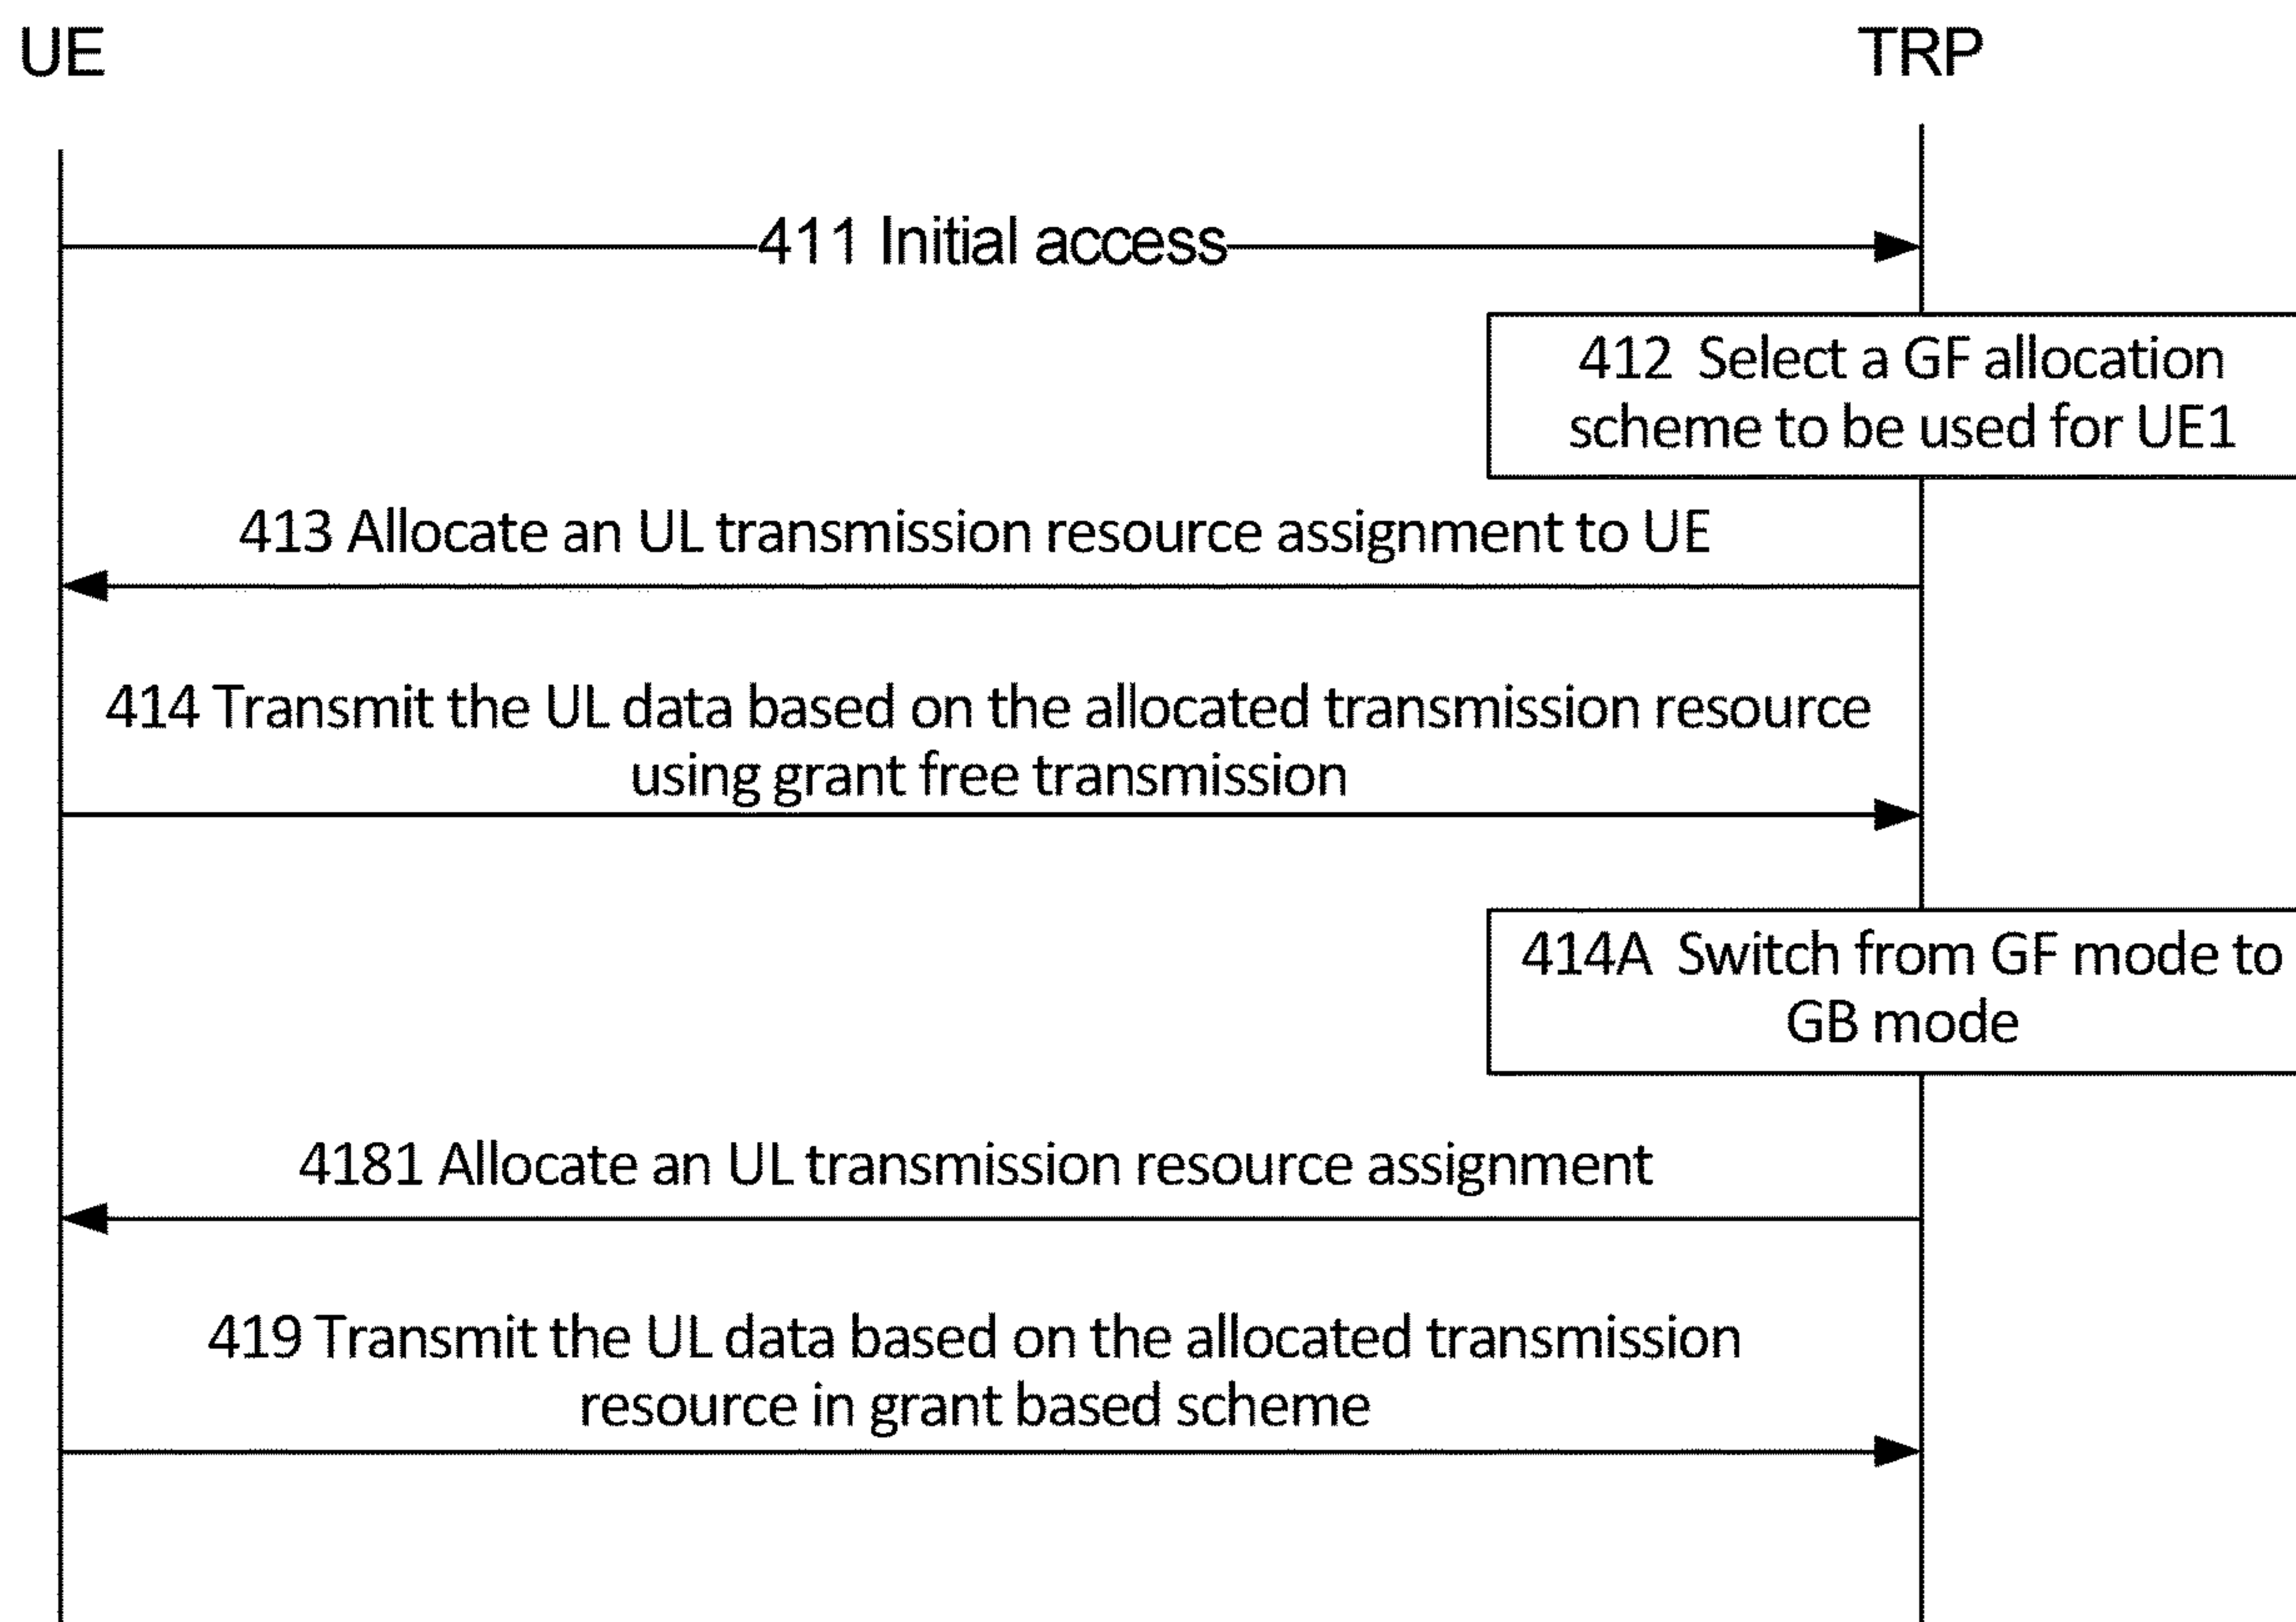 UE
TRP
411 Initial access
412 Select a GF allocation
scheme to be used for UE1
413 Allocate an UL transmission resource assignment to UE
414 Transmit the UL data based on the allocated transmission resource
using grant free transmission
414A Switch from GF mode to
GB mode
4181 Allocate an UL transmission resource assignment
419 Transmit the UL data based on the allocated transmission
resource in grant based scheme